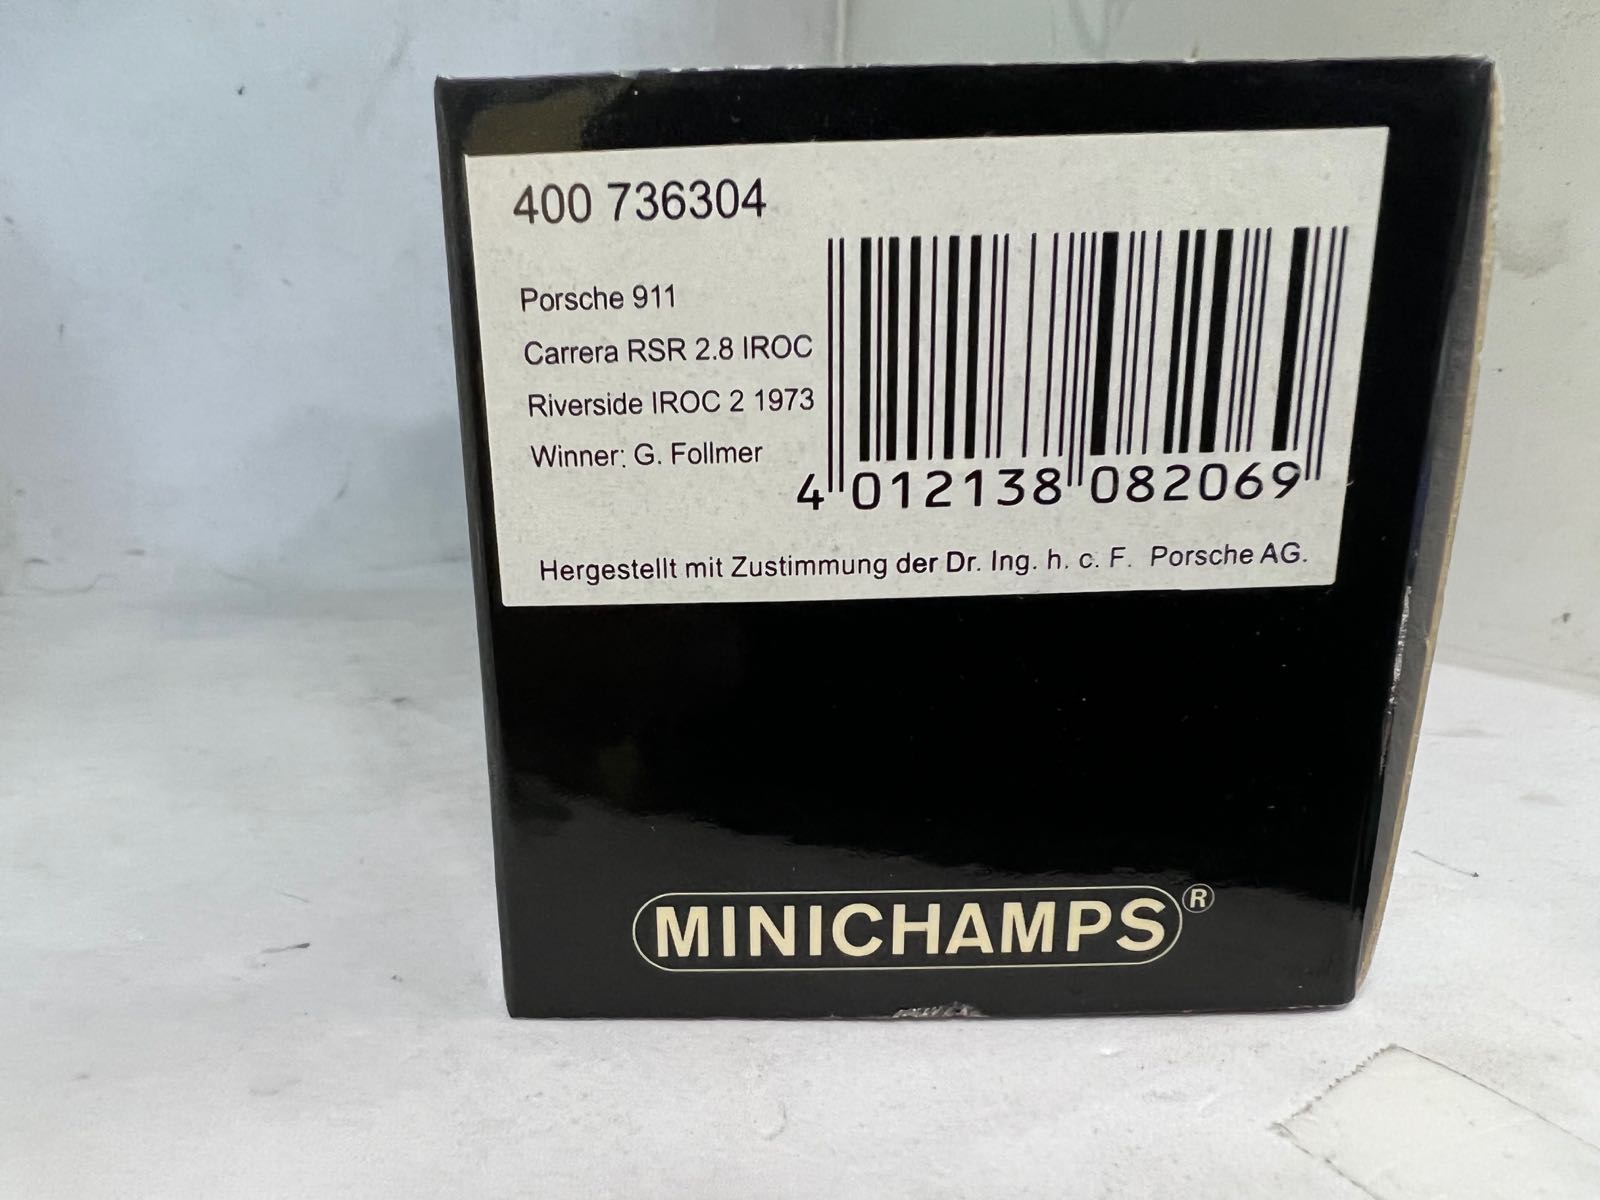 400 736304
Porsche 911
Carrera RSR 2.8 IROC
Riverside IROC 2 1973
Winner: G. Follmer
4 012138 082069
Hergestellt mit Zustimmung der Dr. Ing. h. c. F. Porsche AG.
MINICHAMPS®